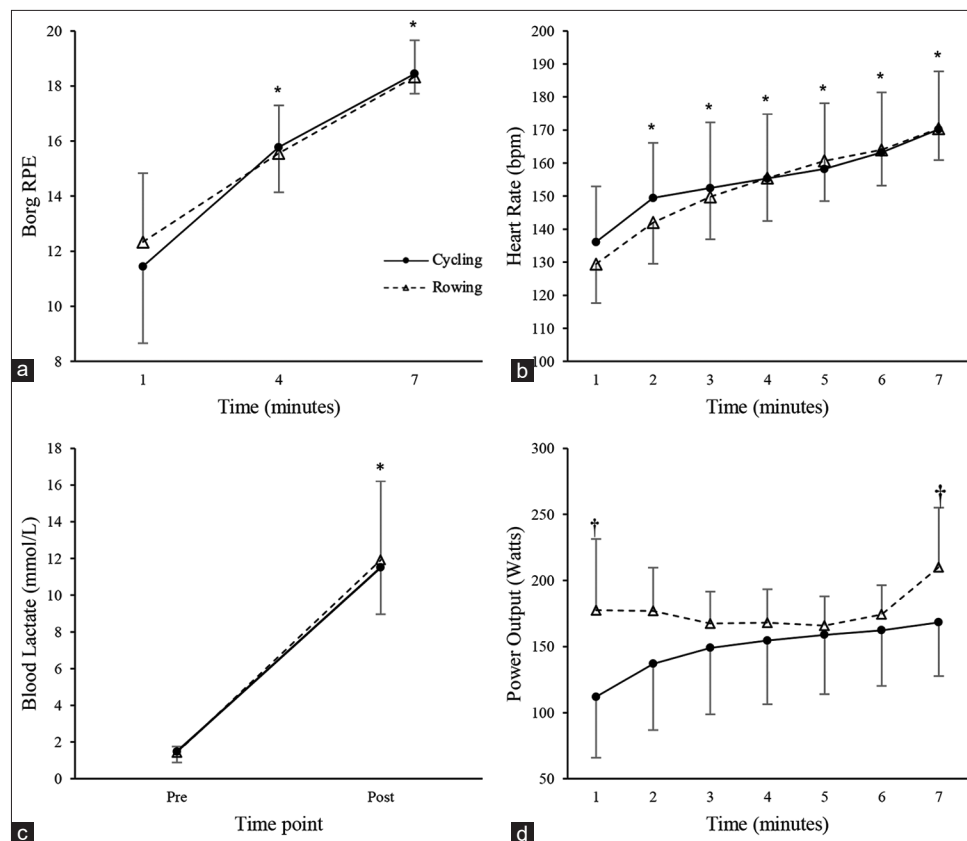 20
18
16
14
12
10
8
Borg RPE
*
*
Cycling
Rowing
1 4 7
Time (minutes)
a
200
190
180
170
160
150
140
130
120
110
100
Heart Rate (bpm)
* * * * * *
1 2 3 4 5 6 7
Time (minutes)
b
18
16
14
12
10
8
6
4
2
0
Blood Lactate (mmol/L)
*
Pre Post
Time point
c
300
250
200
150
100
50
Power Output (Watts)
† †
1 2 3 4 5 6 7
Time (minutes)
d